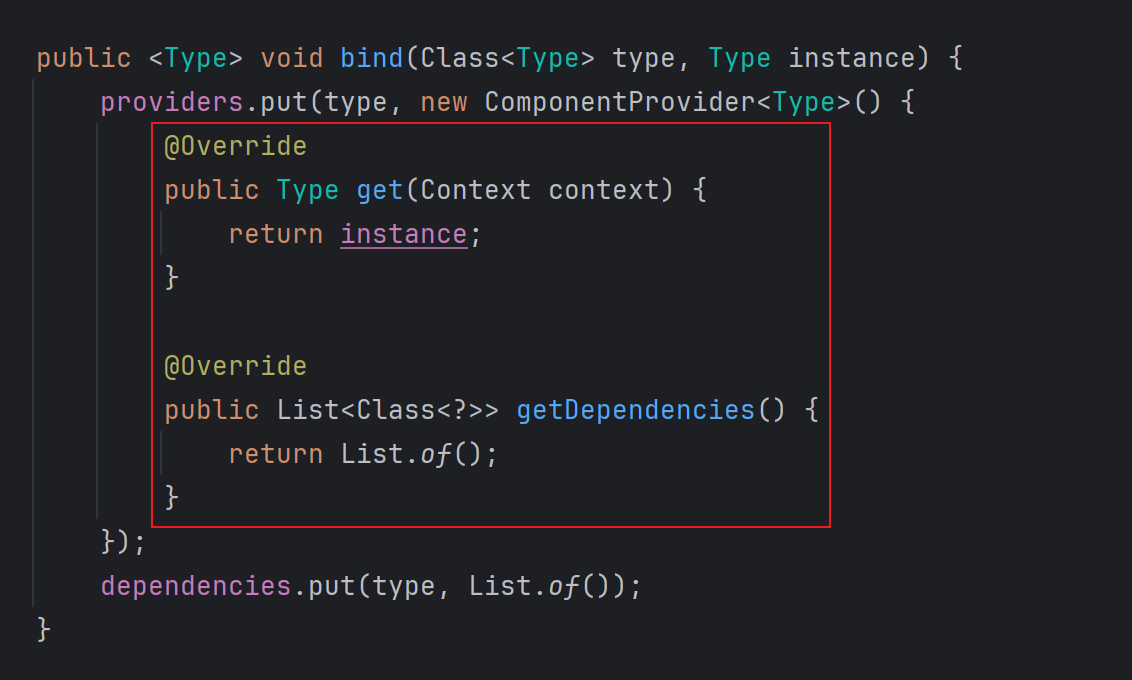 public <Type> void bind(Class<Type> type, Type instance) {
    providers.put(type, new ComponentProvider<Type>() {
        @Override
        public Type get(Context context) {
            return instance;
        }

        @Override
        public List<Class<?>> getDependencies() {
            return List.of();
        }
    });
    dependencies.put(type, List.of());
}